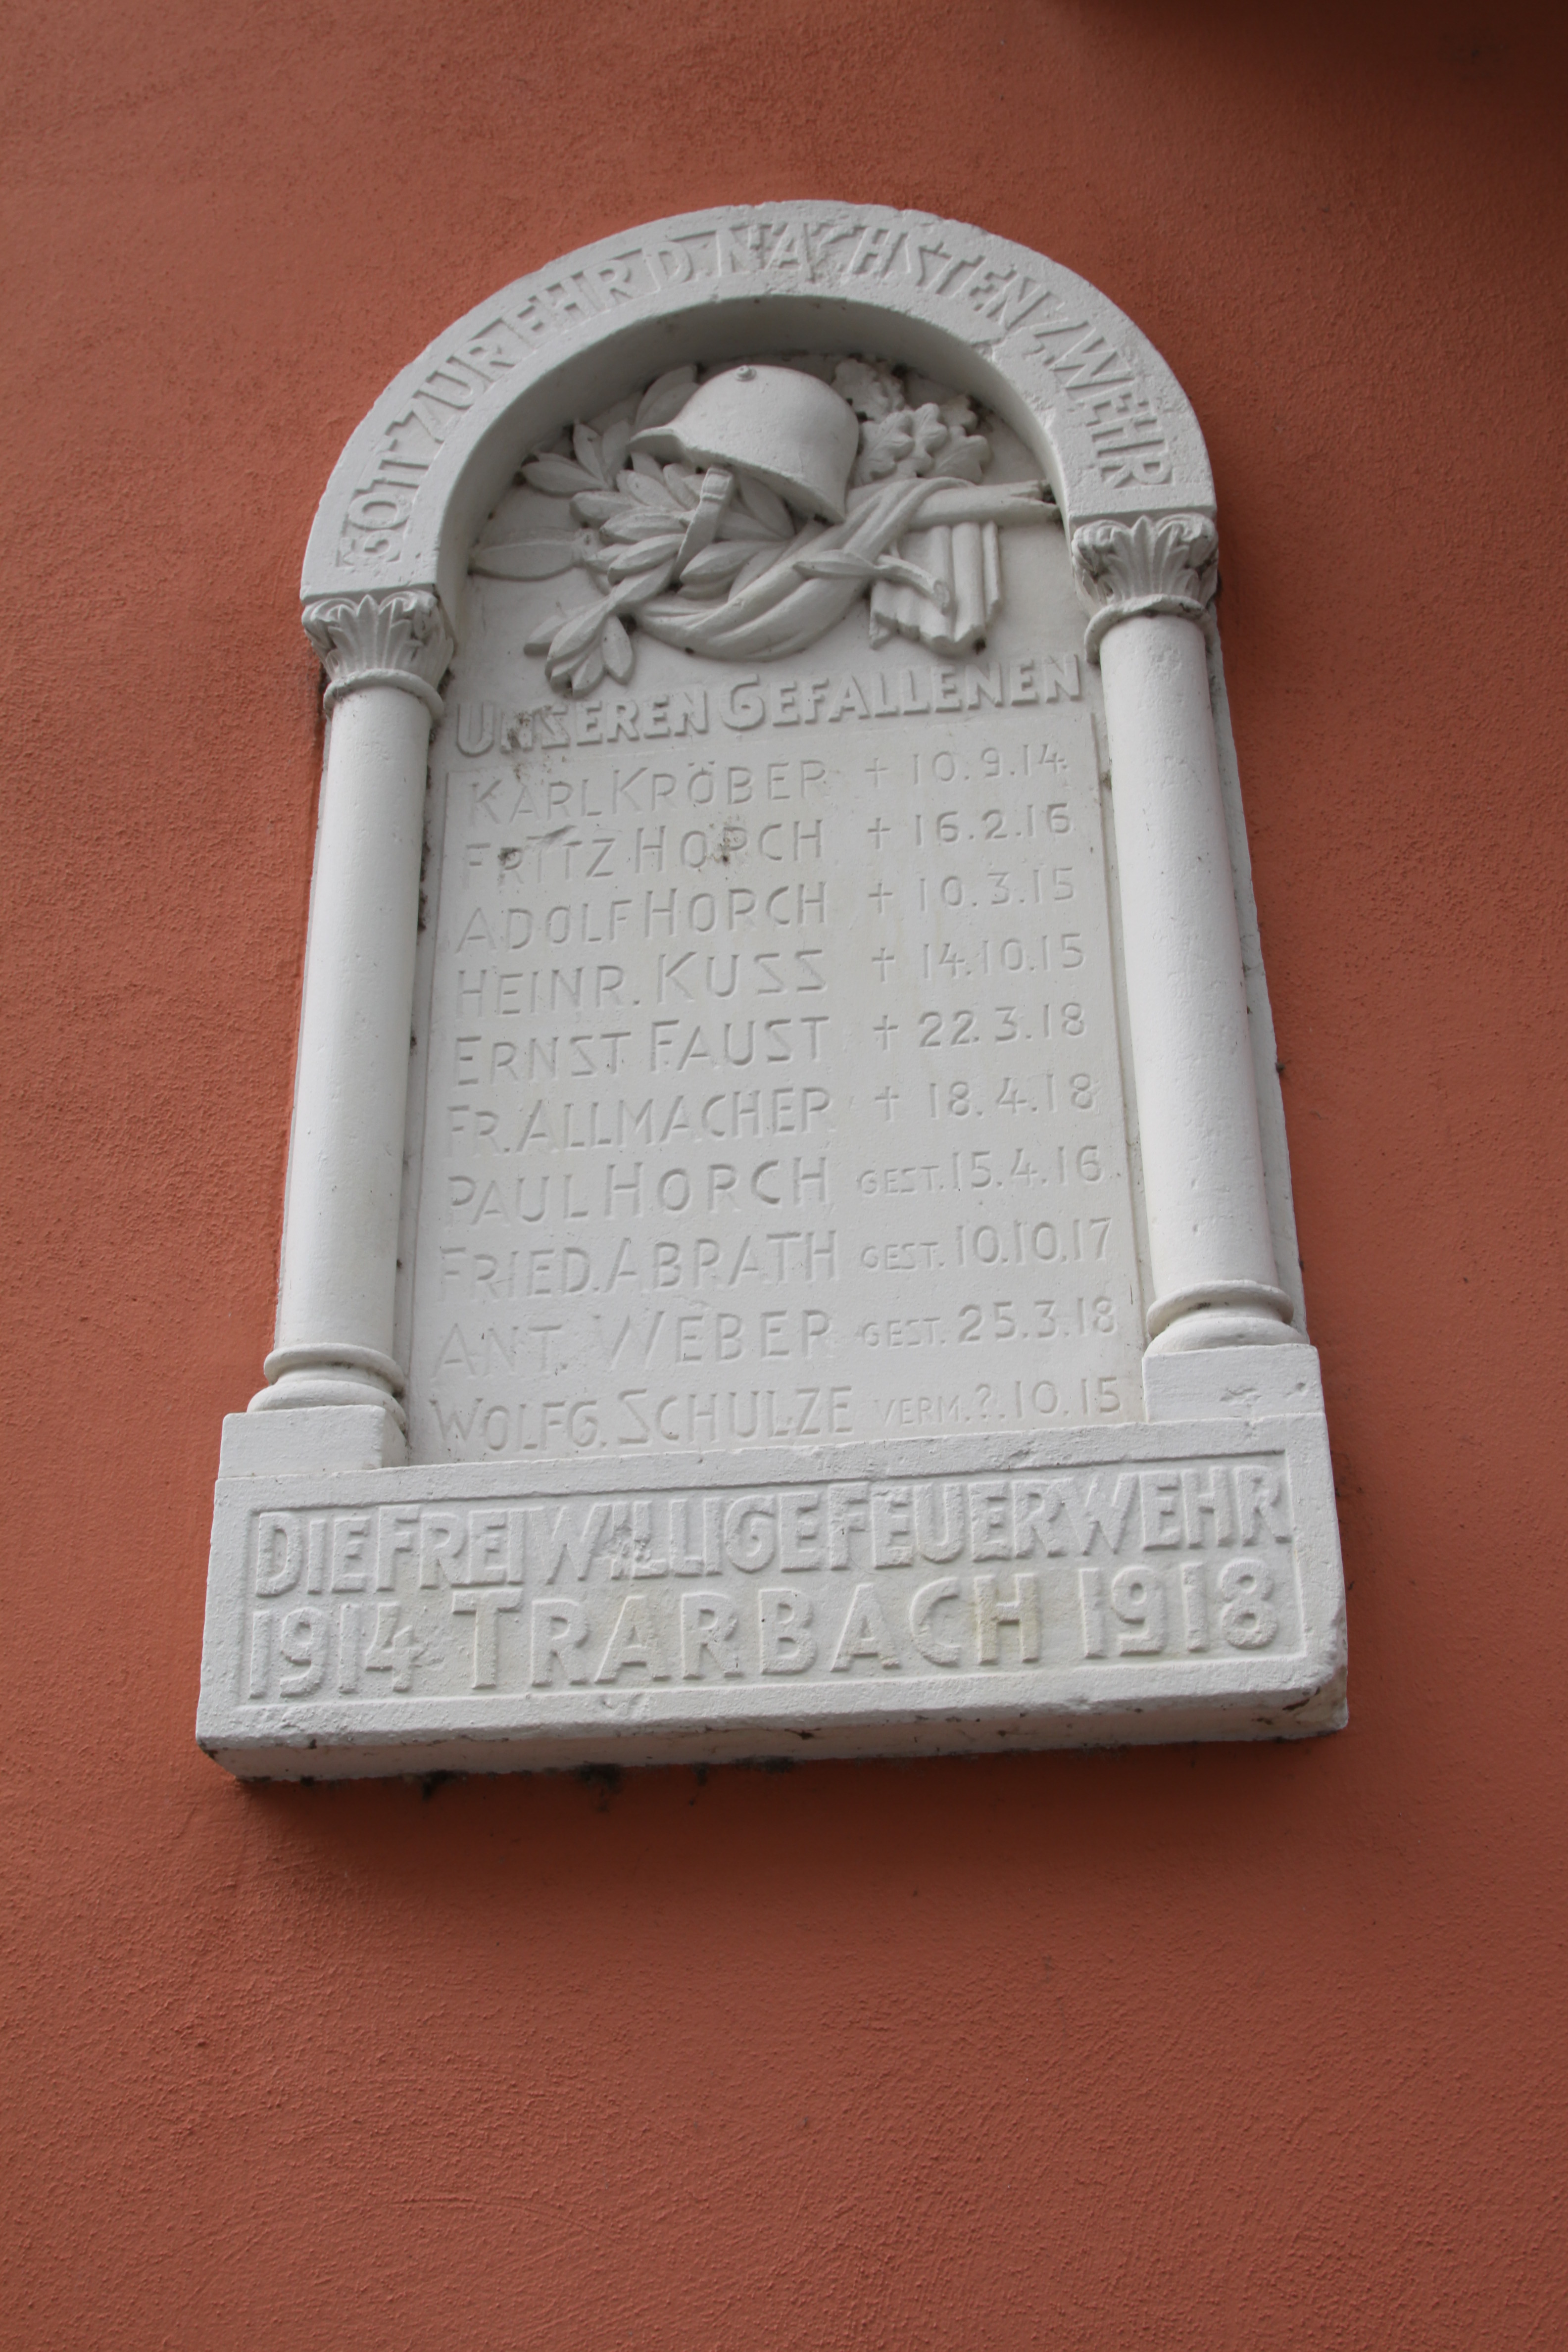 GOTT ZUR EHR D. NÄCHSTEN Z. WEHR
UNSEREN GEFALLENEN
KARL KRÖBER + 10.9.14
FRITZ HORCH + 16.2.16
ADOLF HORCH + 10.3.15
HEINR. KUSS + 14.10.15
ERNST FAUST + 22.3.18
FR. ALLMACHER + 18.4.18
PAUL HORCH GEST. 15.4.16
FRIED. ABRATH GEST. 10.10.17
ANT. WEBER GEST. 25.3.18
WOLFG. SCHULZE VERM. ?.10.15
DIE FREIWILLIGE FEUERWEHR
1914 TRARBACH 1918